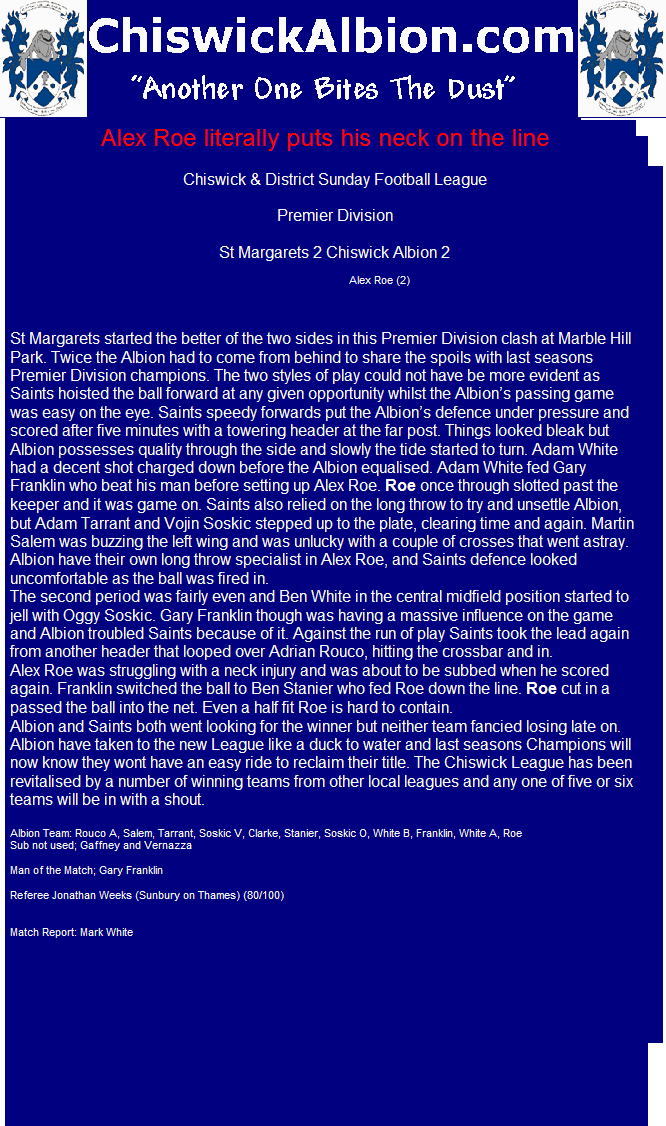 ChiswickAlbion.com
"Another One Bites The Dust"
Alex Roe literally puts his neck on the line
Chiswick & District Sunday Football League
Premier Division
St Margarets 2 Chiswick Albion 2
Alex Roe (2)
St Margarets started the better of the two sides in this Premier Division clash at Marble Hill
Park. Twice the Albion had to come from behind to share the spoils with last seasons
Premier Division champions. The two styles of play could not have be more evident as
Saints hoisted the ball forward at any given opportunity whilst the Albion's passing game
was easy on the eye. Saints speedy forwards put the Albion's defence under pressure and
scored after five minutes with a towering header at the far post. Things looked bleak but
Albion possesses quality through the side and slowly the tide started to turn. Adam White
had a decent shot charged down before the Albion equalised. Adam White fed Gary
Franklin who beat his man before setting up Alex Roe. Roe once through slotted past the
keeper and it was game on. Saints also relied on the long throw to try and unsettle Albion,
but Adam Tarrant and Vojin Soskic stepped up to the plate, clearing time and again. Martin
Salem was buzzing the left wing and was unlucky with a couple of crosses that went astray.
Albion have their own long throw specialist in Alex Roe, and Saints defence looked
uncomfortable as the ball was fired in.
The second period was fairly even and Ben White in the central midfield position started to
jell with Oggy Soskic. Gary Franklin though was having a massive influence on the game
and Albion troubled Saints because of it. Against the run of play Saints took the lead again
from another header that looped over Adrian Rouco, hitting the crossbar and in.
Alex Roe was struggling with a neck injury and was about to be subbed when he scored
again. Franklin switched the ball to Ben Stanier who fed Roe down the line. Roe cut in a
passed the ball into the net. Even a half fit Roe is hard to contain.
Albion and Saints both went looking for the winner but neither team fancied losing late on.
Albion have taken to the new League like a duck to water and last seasons Champions will
now know they wont have an easy ride to reclaim their title. The Chiswick League has been
revitalised by a number of winning teams from other local leagues and any one of five or six
teams will be in with a shout.
Albion Team: Rouco A, Salem, Tarrant, Soskic V, Clarke, Stanier, Soskic O, White B, Franklin, White A, Roe
Sub not used; Gaffney and Vernazza
Man of the Match; Gary Franklin
Referee Jonathan Weeks (Sunbury on Thames) (80/100)
Match Report: Mark White